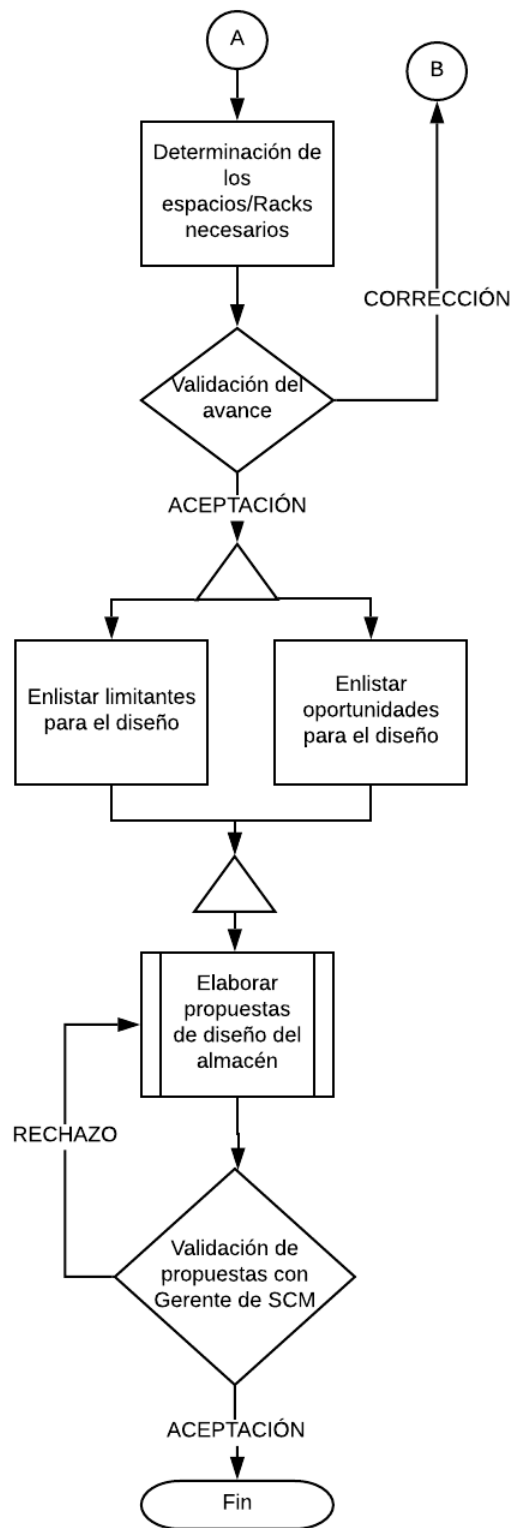 A
B
Determinación de
los
espacios/Racks
necesarios
CORRECCIÓN
Validación del
avance
ACEPTACIÓN
Enlistar limitantes
para el diseño
Enlistar
oportunidades
para el diseño
Elaborar
propuestas
de diseño del
almacén
RECHAZO
Validación de
propuestas con
Gerente de SCM
ACEPTACIÓN
Fin